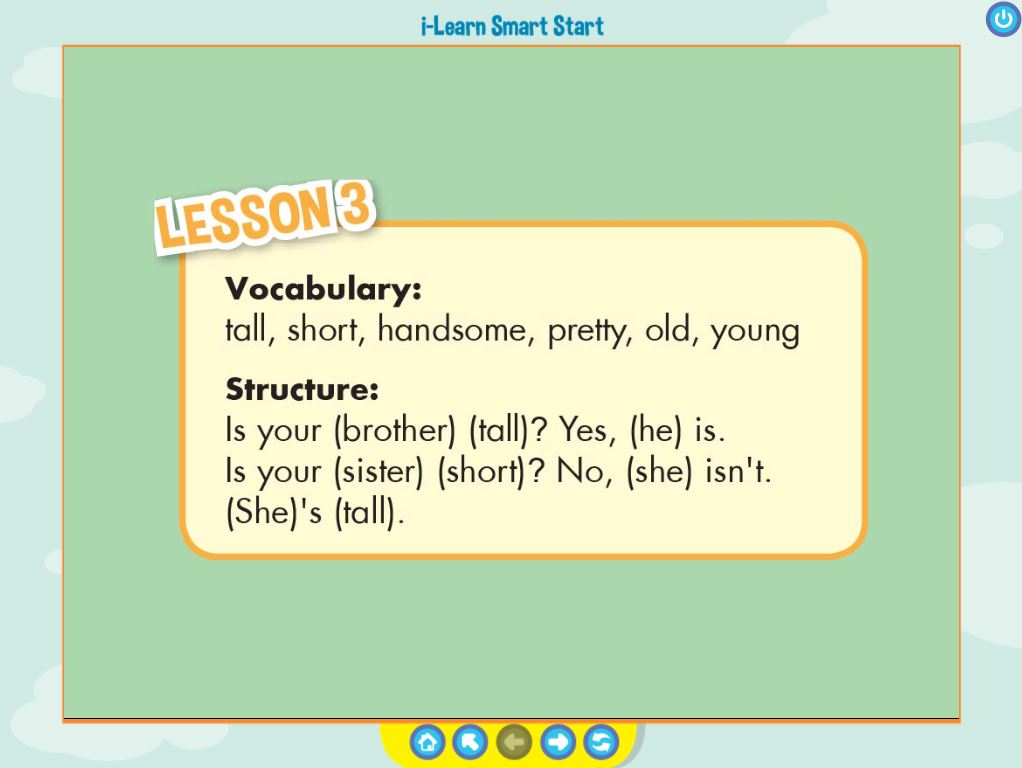 i-Learn Smart Start
LESSON 3
Vocabulary:
tall, short, handsome, pretty, old, young
Structure:
Is your (brother) (tall)? Yes, (he) is.
Is your (sister) (short)? No, (she) isn't.
(She)'s (tall).